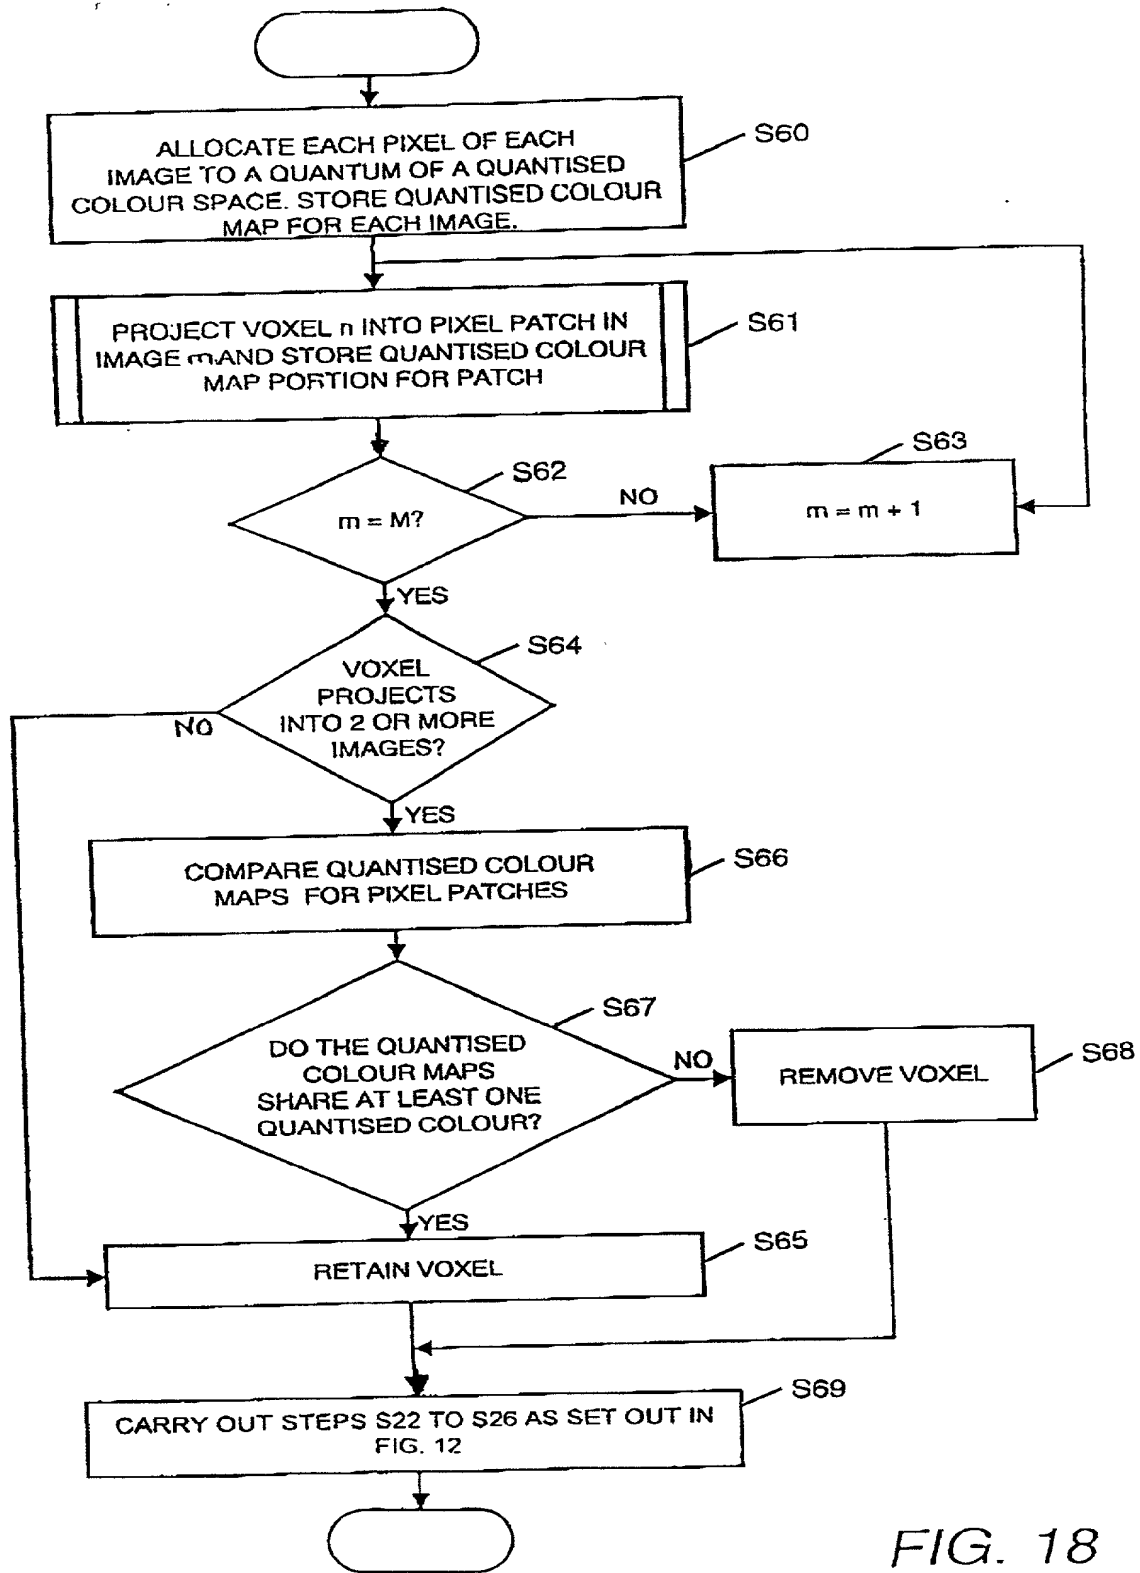 ALLOCATE EACH PIXEL OF EACH
IMAGE TO A QUANTUM OF A QUANTISED
COLOUR SPACE. STORE QUANTISED COLOUR
MAP FOR EACH IMAGE.
S60
PROJECT VOXEL n INTO PIXEL PATCH IN
IMAGE m AND STORE QUANTISED COLOUR
MAP PORTION FOR PATCH
S61
m = M?
S62
NO
m = m + 1
S63
YES
VOXEL
PROJECTS
INTO 2 OR MORE
IMAGES?
S64
NO
YES
COMPARE QUANTISED COLOUR
MAPS FOR PIXEL PATCHES
S66
DO THE QUANTISED
COLOUR MAPS
SHARE AT LEAST ONE
QUANTISED COLOUR?
S67
NO
REMOVE VOXEL
S68
YES
RETAIN VOXEL
S65
CARRY OUT STEPS S22 TO S26 AS SET OUT IN
FIG. 12
S69
FIG. 18